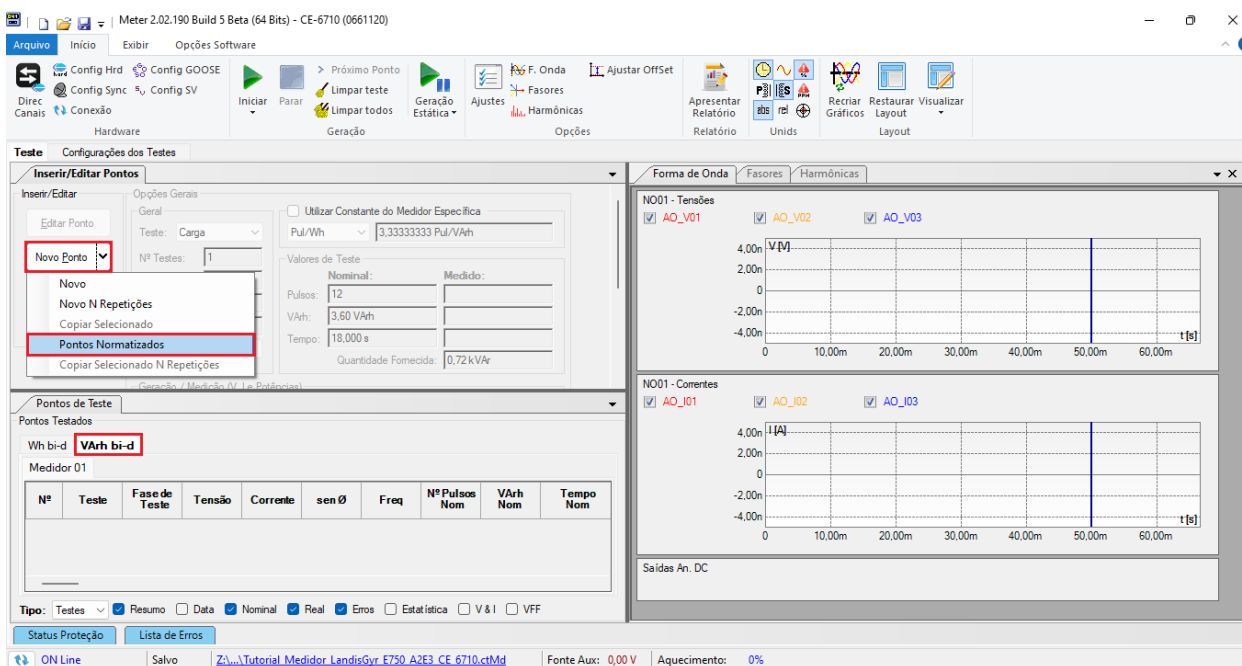 Meter 2.02.190 Build 5 Beta (64 Bits) - CE-6710 (0661120)
Arquivo Início Exibir Opções Software
Direc Canais
Config Hrd
Config Sync
Conexão
Config GOOSE
Config SV
Hardware
Iniciar
Parar
Próximo Ponto
Limpar teste
Limpar todos
Geração Estática
Geração
Ajustes
F. Onda
Fasores
Harmônicas
Ajustar OffSet
Opções
Apresentar Relatório
Relatório
abs rel
Unids
Recriar Gráficos
Restaurar Layout
Visualizar
Layout
Teste Configurações dos Testes
Inserir/Editar Pontos
Inserir/Editar
Editar Ponto
Novo Ponto
Novo
Novo N Repetições
Copiar Selecionado
Pontos Normatizados
Copiar Selecionado N Repetições
Opções Gerais
Geral
Teste: Carga
Nº Testes: 1
Utilizar Constante do Medidor Específica
Pul/Wh 3,33333333 Pul/VArh
Valores de Teste
Nominal: Medido:
Pulsos: 12
VArh: 3,60 VArh
Tempo: 18,000 s
Quantidade Fornecida: 0,72 kVAr
Geração / Medição (V, I e Potências)
Pontos de Teste
Pontos Testados
Wh bi-d VArh bi-d
Medidor 01
Nº Teste Fase de Teste Tensão Corrente sen Ø Freq Nº Pulsos Nom VArh Nom Tempo Nom
Tipo: Testes Resumo Data Nominal Real Erros Estatística V & I VFF
Forma de Onda Fasores Harmônicas
NO01 - Tensões
AO_V01 AO_V02 AO_V03
V [V]
4,00n
2,00n
0
-2,00n
-4,00n
t [s]
0 10,00m 20,00m 30,00m 40,00m 50,00m 60,00m
NO01 - Correntes
AO_I01 AO_I02 AO_I03
I [A]
4,00n
2,00n
0
-2,00n
-4,00n
t [s]
0 10,00m 20,00m 30,00m 40,00m 50,00m 60,00m
Saídas An. DC
Status Proteção Lista de Erros
ON Line Salvo Z:\...\Tutorial Medidor LandisGyr E750 A2E3 CE 6710.ctMd Fonte Aux: 0,00 V Aquecimento: 0%